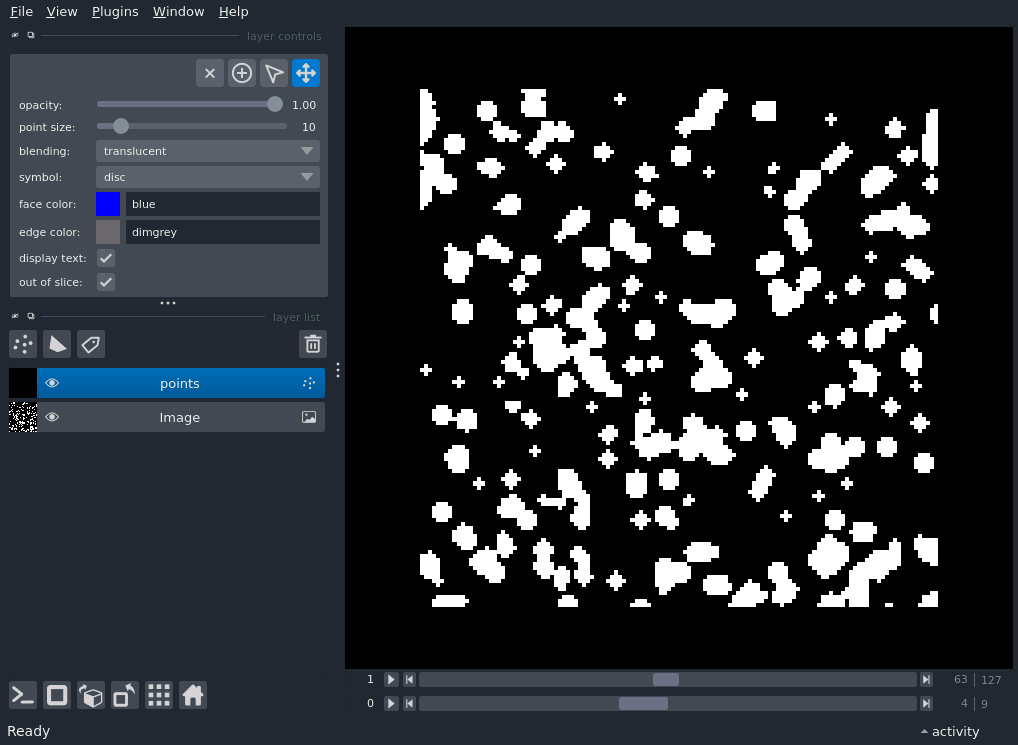 File View Plugins Window Help
layer controls
opacity: 1.00
point size: 10
blending: translucent
symbol: disc
face color: blue
edge color: dimgrey
display text:
out of slice:
layer list
points
Image
1 63 127
0 4 9
Ready activity